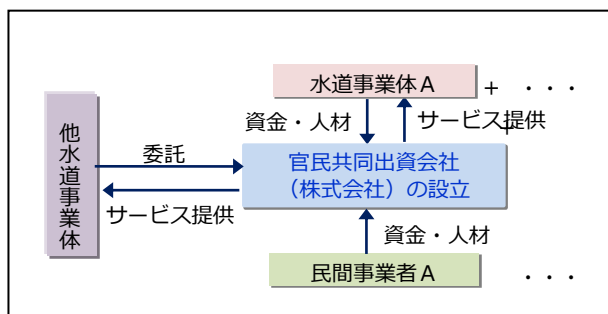 水道事業体A
+ ・・・
資金・人材
サービス提供
+
他水道事業体
委託
サービス提供
官民共同出資会社
(株式会社)の設立
資金・人材
民間事業者A
・・・